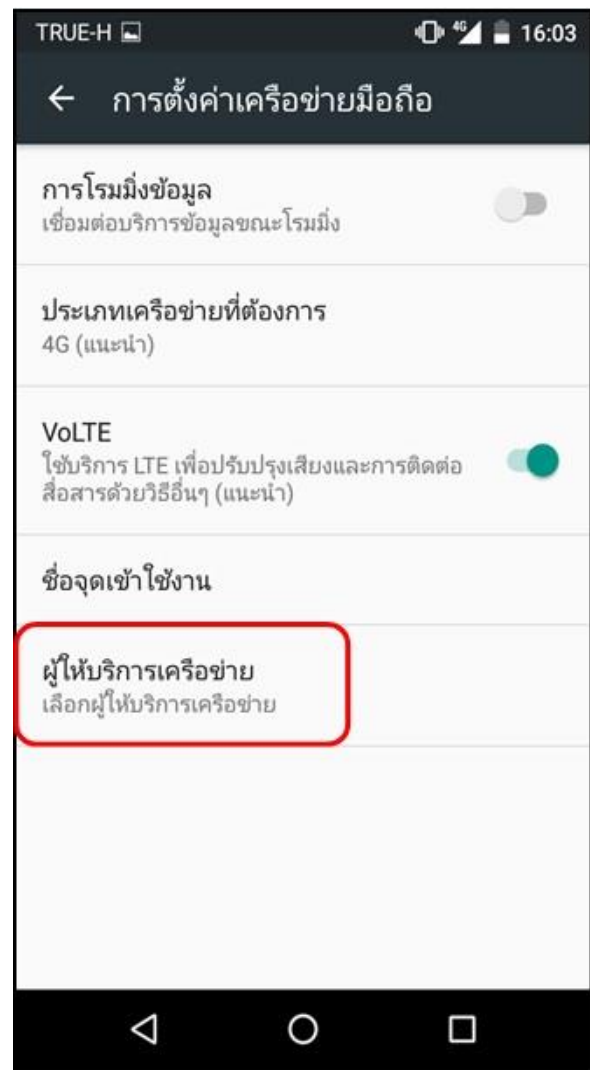 TRUE-H 4G 16:03
การตั้งค่าเครือข่ายมือถือ
การโรมมิ่งข้อมูล
เชื่อมต่อบริการข้อมูลขณะโรมมิ่ง
ประเภทเครือข่ายที่ต้องการ
4G (แนะนำ)
VoLTE
ใช้บริการ LTE เพื่อปรับปรุงเสียงและการติดต่อ
สื่อสารด้วยวิธีอื่นๆ (แนะนำ)
ชื่อจุดเข้าใช้งาน
ผู้ให้บริการเครือข่าย
เลือกผู้ให้บริการเครือข่าย